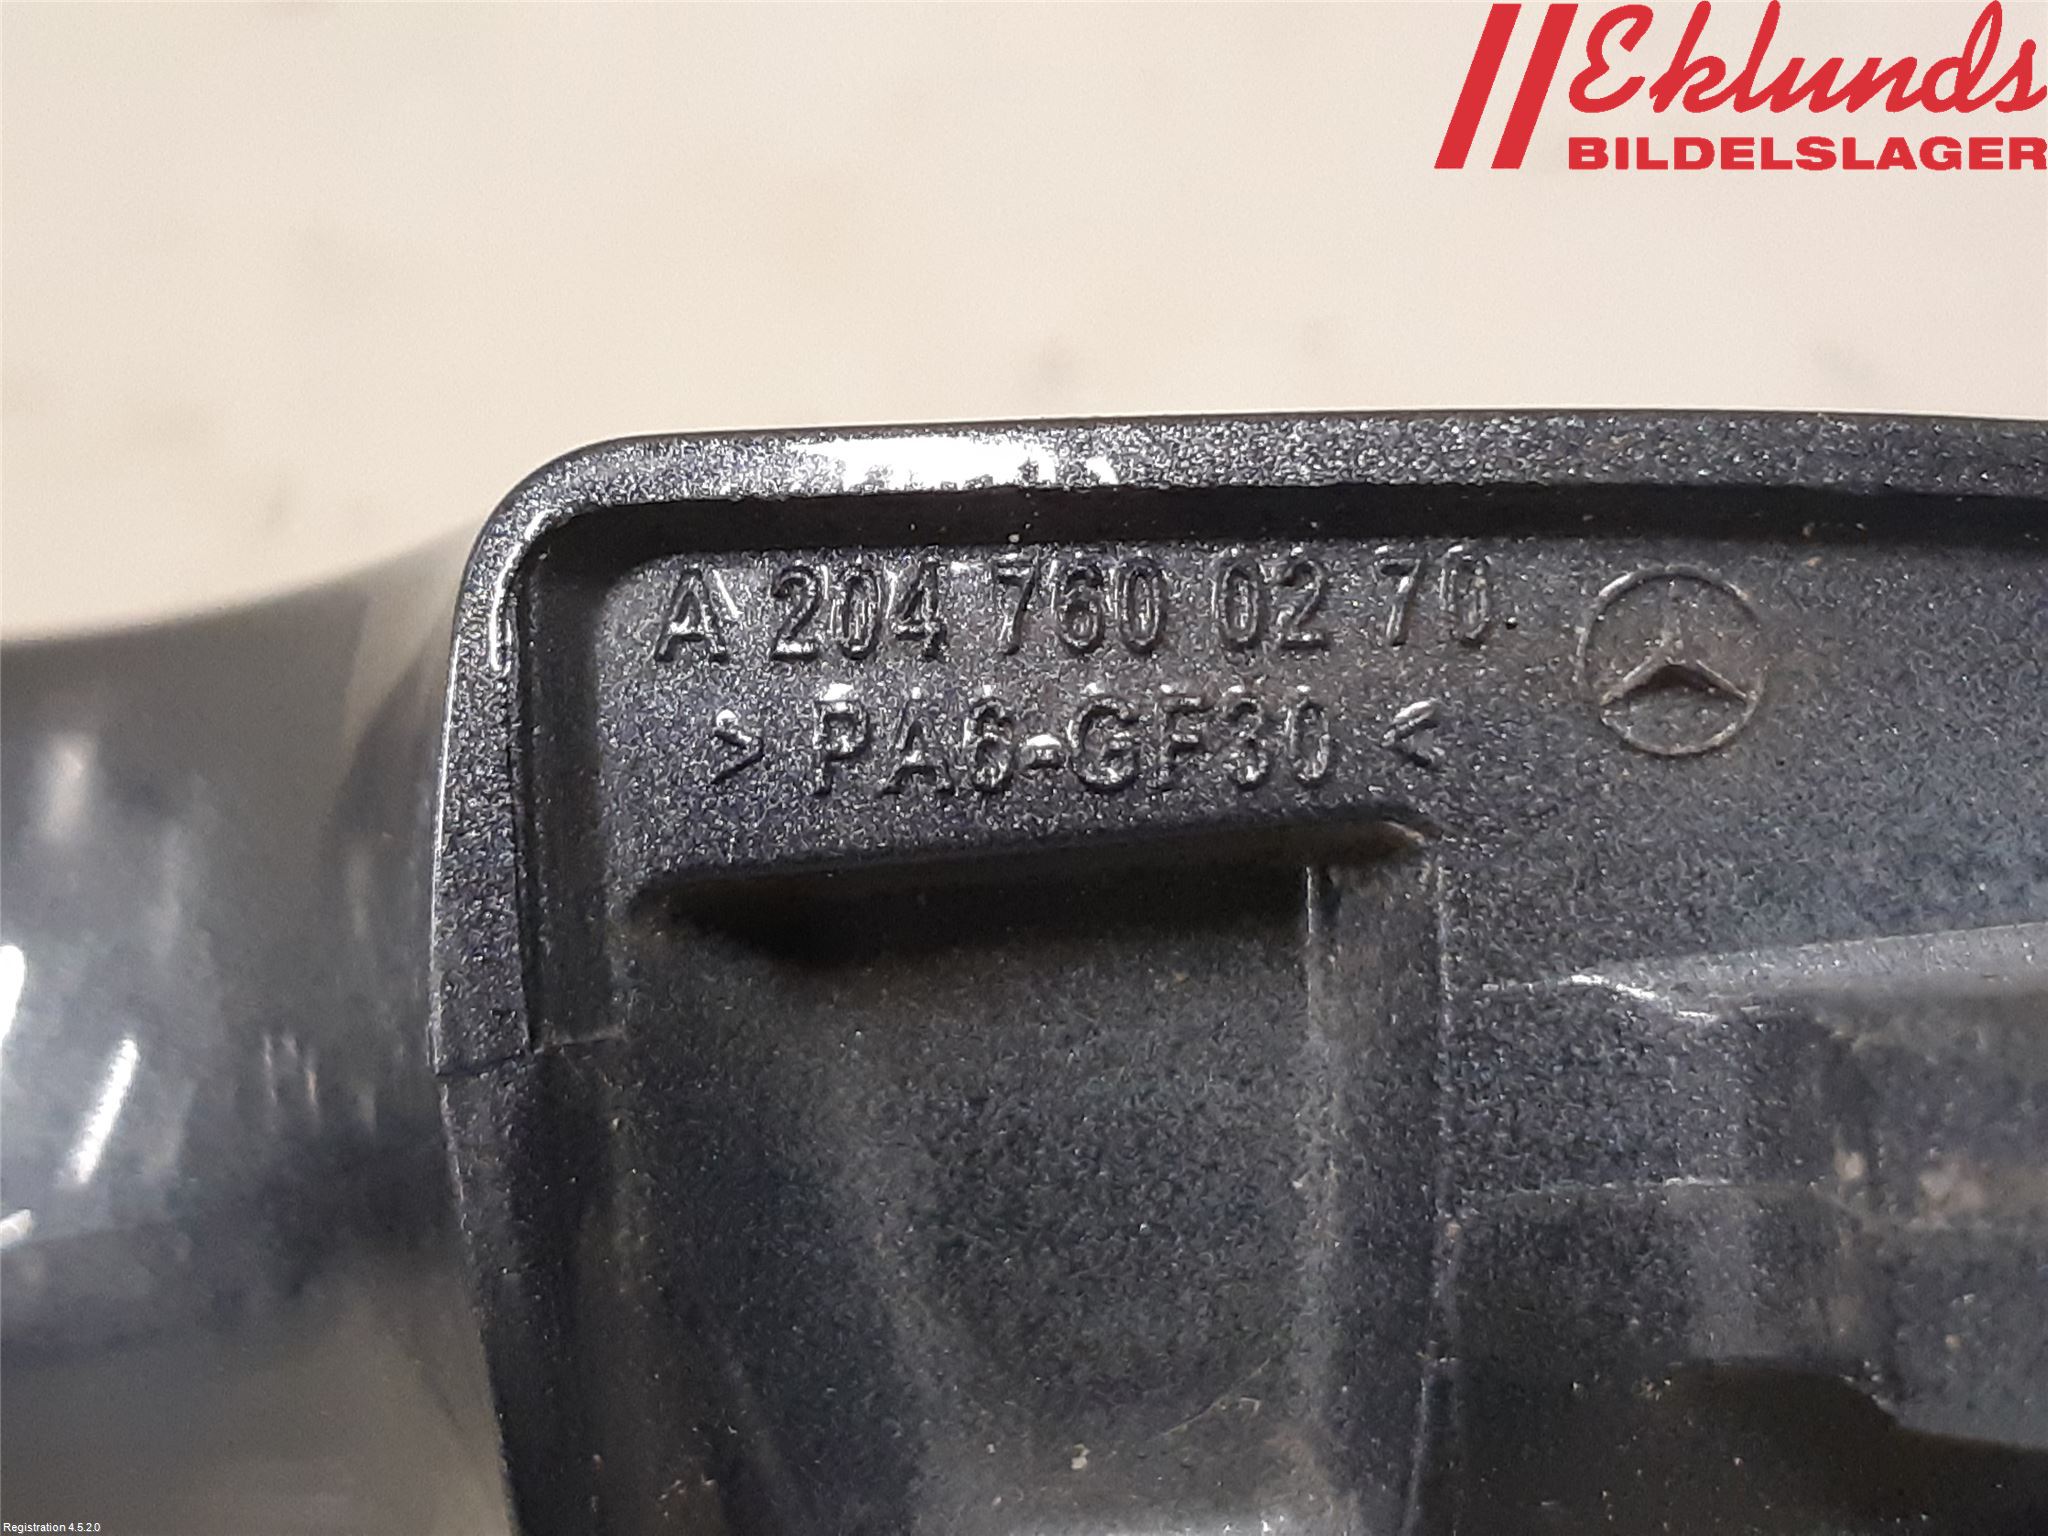 Eklunds
BILDELSLAGER
A 204 760 02 70
> PA6-GF30 <
Registration 4.5.2.0